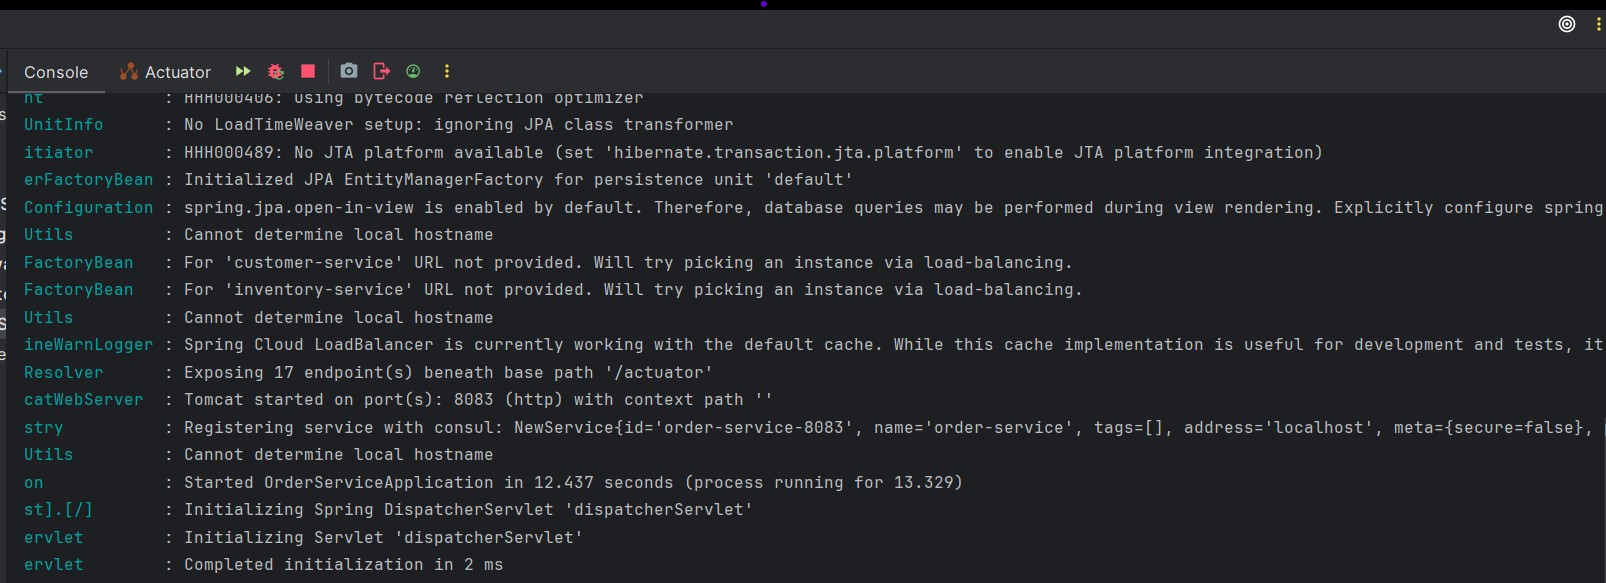 Console Actuator
nt : HHH000406: Using bytecode reflection optimizer
UnitInfo : No LoadTimeWeaver setup: ignoring JPA class transformer
itiator : HHH000489: No JTA platform available (set 'hibernate.transaction.jta.platform' to enable JTA platform integration)
erFactoryBean : Initialized JPA EntityManagerFactory for persistence unit 'default'
Configuration : spring.jpa.open-in-view is enabled by default. Therefore, database queries may be performed during view rendering. Explicitly configure spring
Utils : Cannot determine local hostname
FactoryBean : For 'customer-service' URL not provided. Will try picking an instance via load-balancing.
FactoryBean : For 'inventory-service' URL not provided. Will try picking an instance via load-balancing.
Utils : Cannot determine local hostname
ineWarnLogger : Spring Cloud LoadBalancer is currently working with the default cache. While this cache implementation is useful for development and tests, it
Resolver : Exposing 17 endpoint(s) beneath base path '/actuator'
catWebServer : Tomcat started on port(s): 8083 (http) with context path ''
stry : Registering service with consul: NewService{id='order-service-8083', name='order-service', tags=[], address='localhost', meta={secure=false},
Utils : Cannot determine local hostname
on : Started OrderServiceApplication in 12.437 seconds (process running for 13.329)
st].[/] : Initializing Spring DispatcherServlet 'dispatcherServlet'
ervlet : Initializing Servlet 'dispatcherServlet'
ervlet : Completed initialization in 2 ms